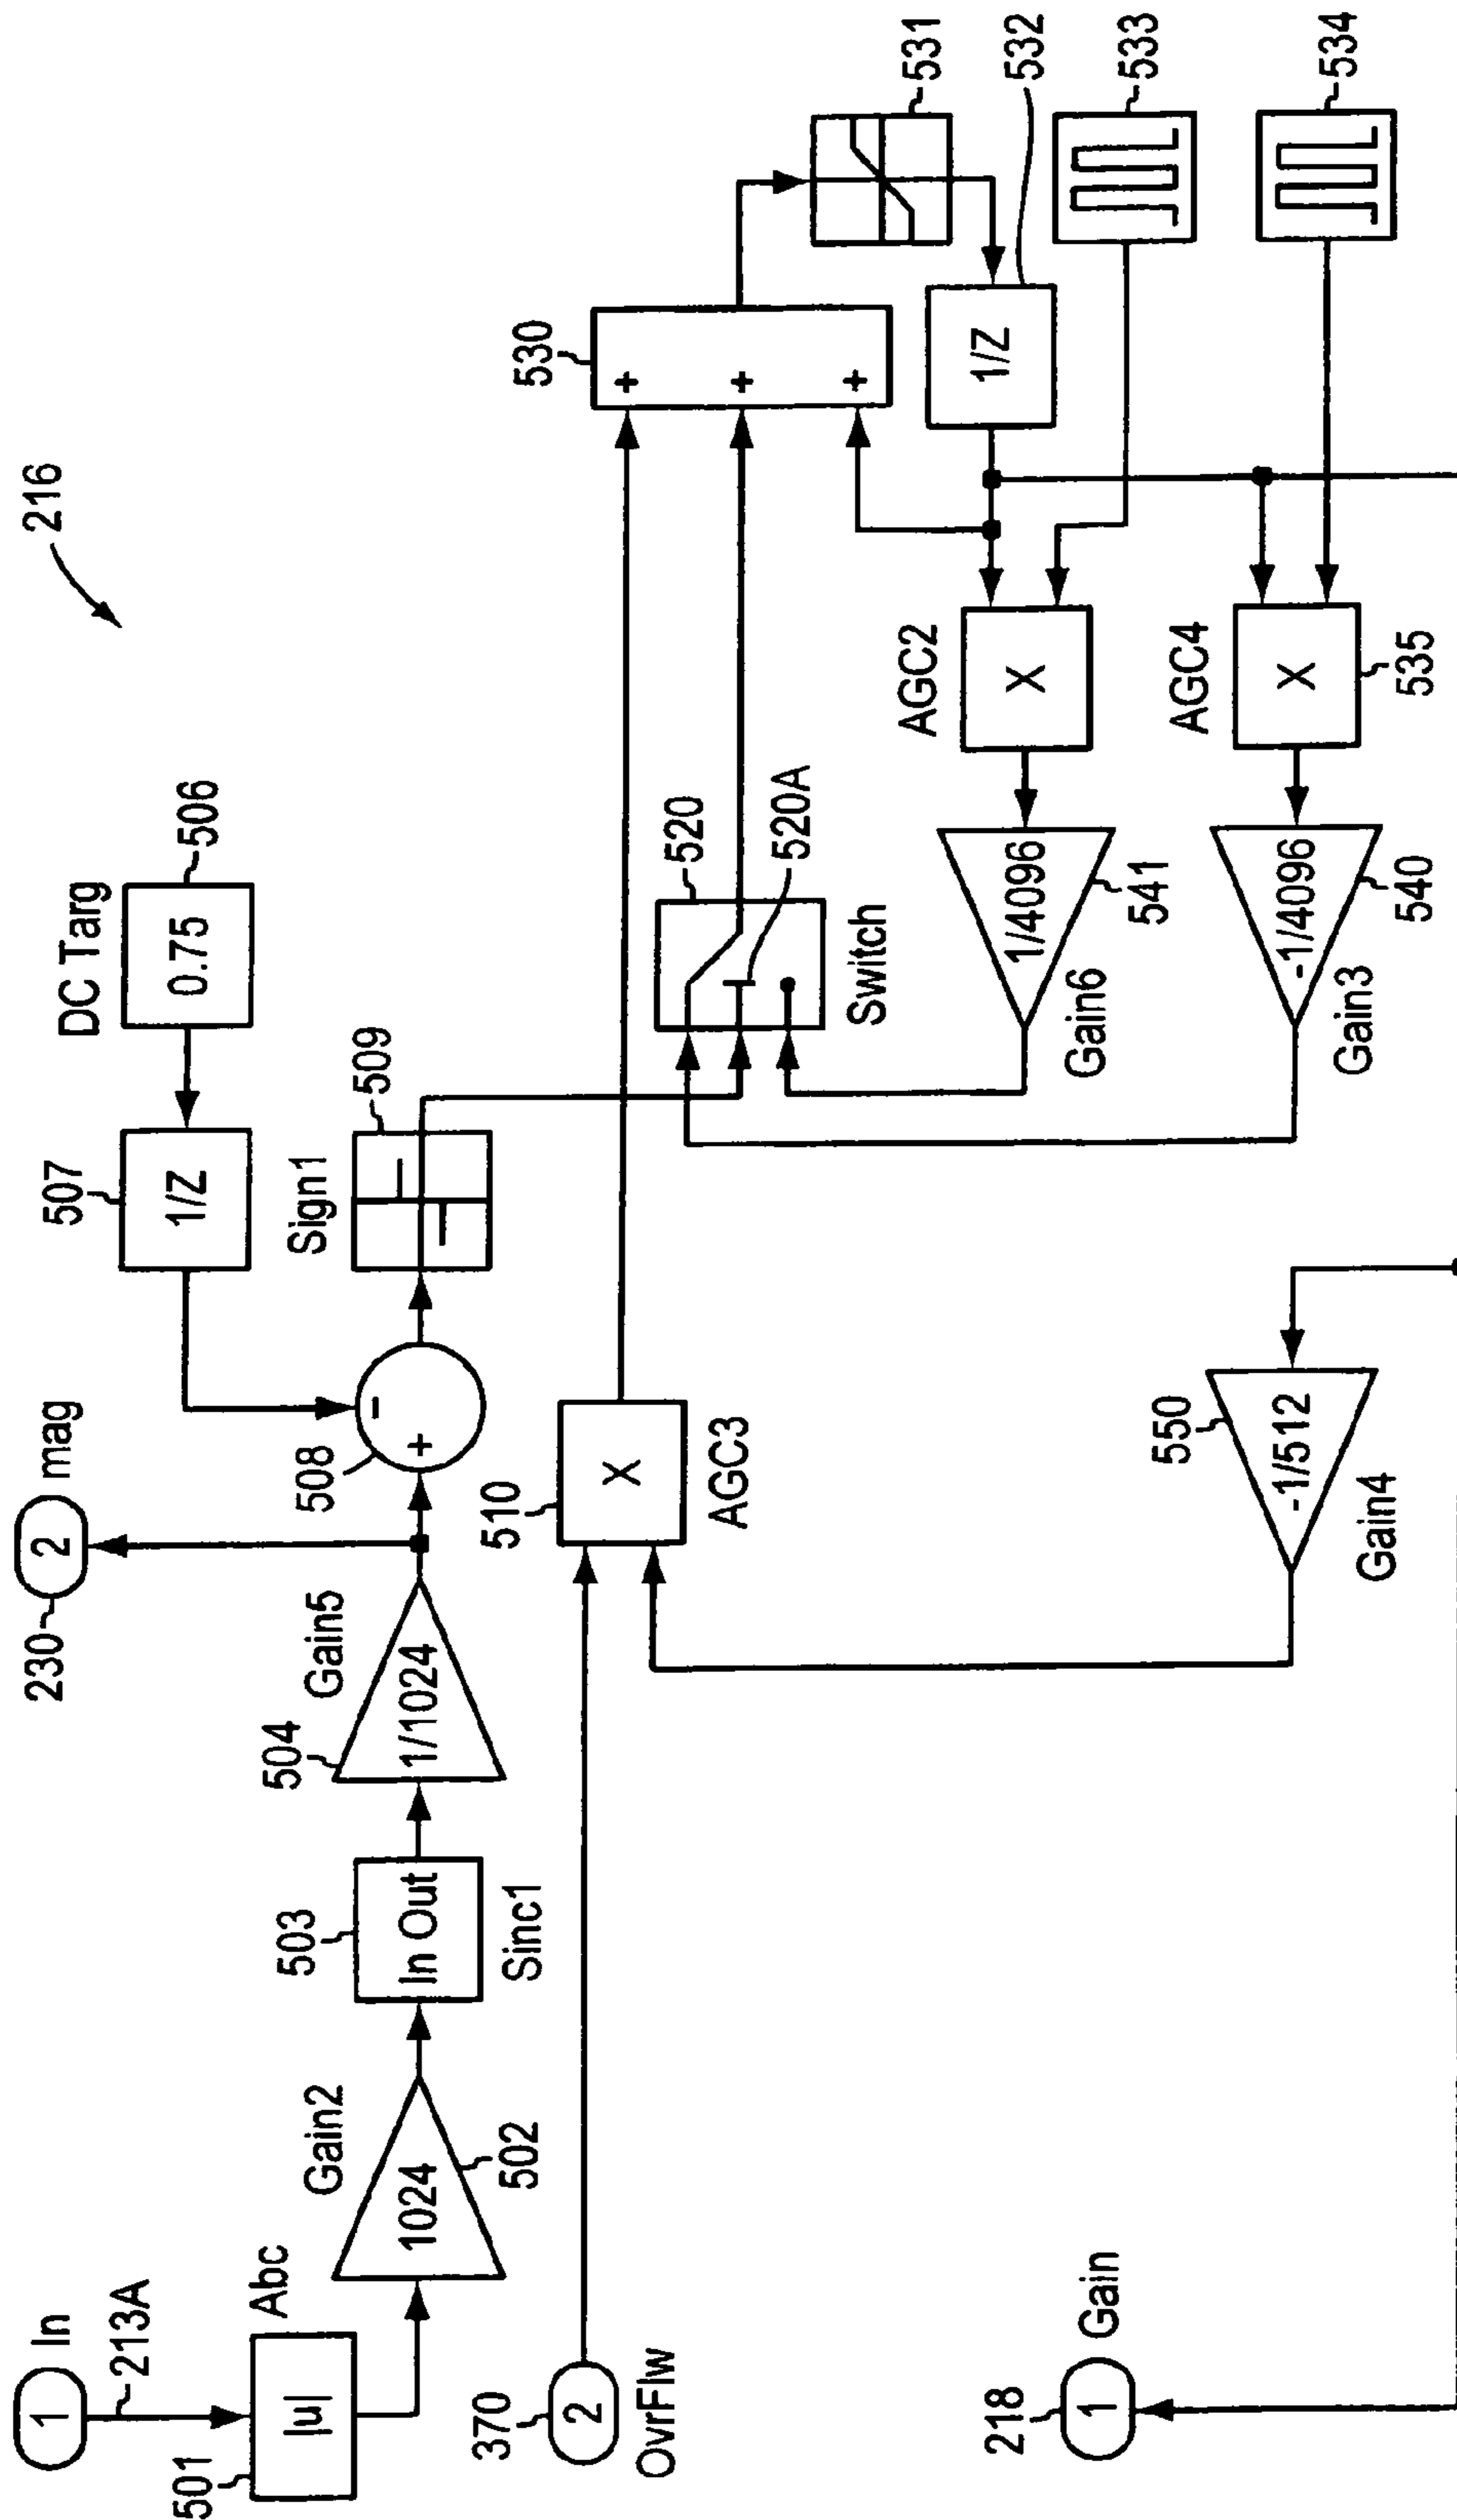 216
1 In
230
2 mag
507
DC Targ
213A
1/Z
0.75
506
501
|u|
Abc
Gain2
1024
502
503
In Out
Sinc1
504
Gain5
1/1024
508
+
-
Sign1
509
370
2
OvrFlw
510
X
AGC3
530
+
+
+
520
520A
Switch
531
532
1/Z
533
AGC2
X
1/4096
541
Gain6
534
AGC4
X
535
-1/4096
540
Gain3
218
1
Gain
550
-1/512
Gain4